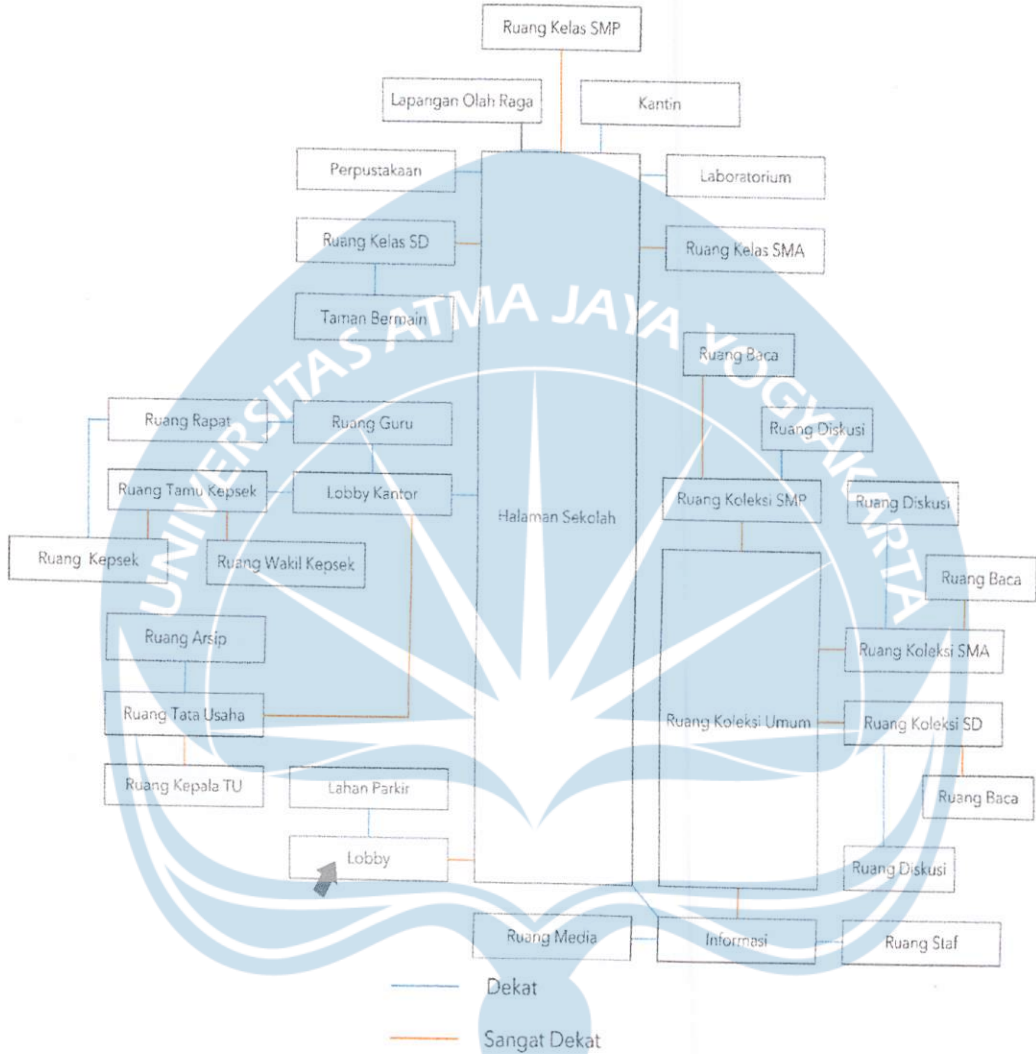 Ruang Kelas SMP
Lapangan Olah Raga
Kantin
Perpustakaan
Laboratorium
Ruang Kelas SD
Ruang Kelas SMA
Taman Bermain
UNIVERSITAS ATMA JAYA YOGYAKARTA
Ruang Baca
Ruang Rapat
Ruang Guru
Ruang Diskusi
Ruang Tamu Kepsek
Lobby Kantor
Ruang Koleksi SMP
Ruang Diskusi
Halaman Sekolah
Ruang Kepsek
Ruang Wakil Kepsek
Ruang Baca
Ruang Arsip
Ruang Koleksi SMA
Ruang Tata Usaha
Ruang Koleksi Umum
Ruang Koleksi SD
Ruang Kepala TU
Lahan Parkir
Ruang Baca
Lobby
Ruang Diskusi
Ruang Media
Informasi
Ruang Staf
Dekat
Sangat Dekat